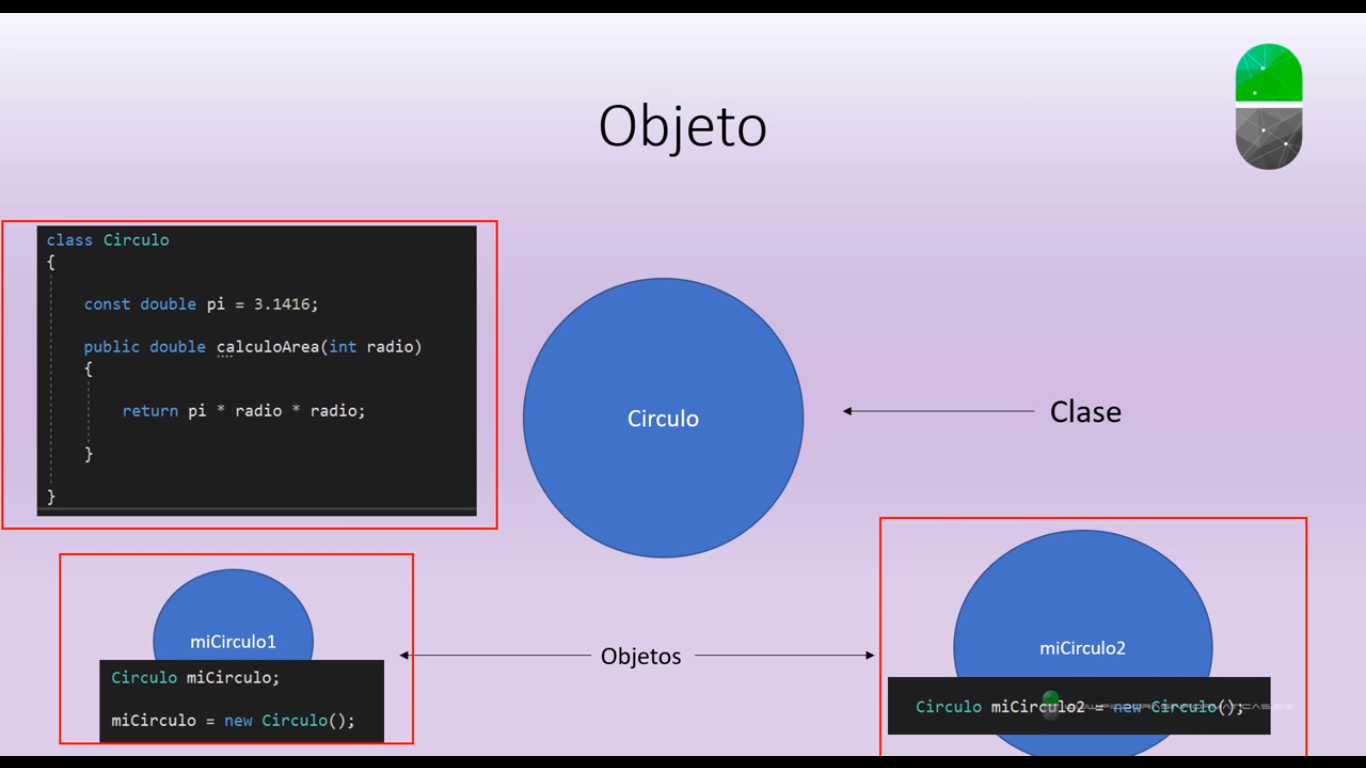 Objeto
class Circulo
{
const double pi = 3.1416;
public double calculoArea(int radio)
{
return pi * radio * radio;
}
}
Circulo
Clase
miCirculo1
Circulo miCirculo;
miCirculo = new Circulo();
Objetos
miCirculo2
Circulo miCirculo2 = new Circulo();